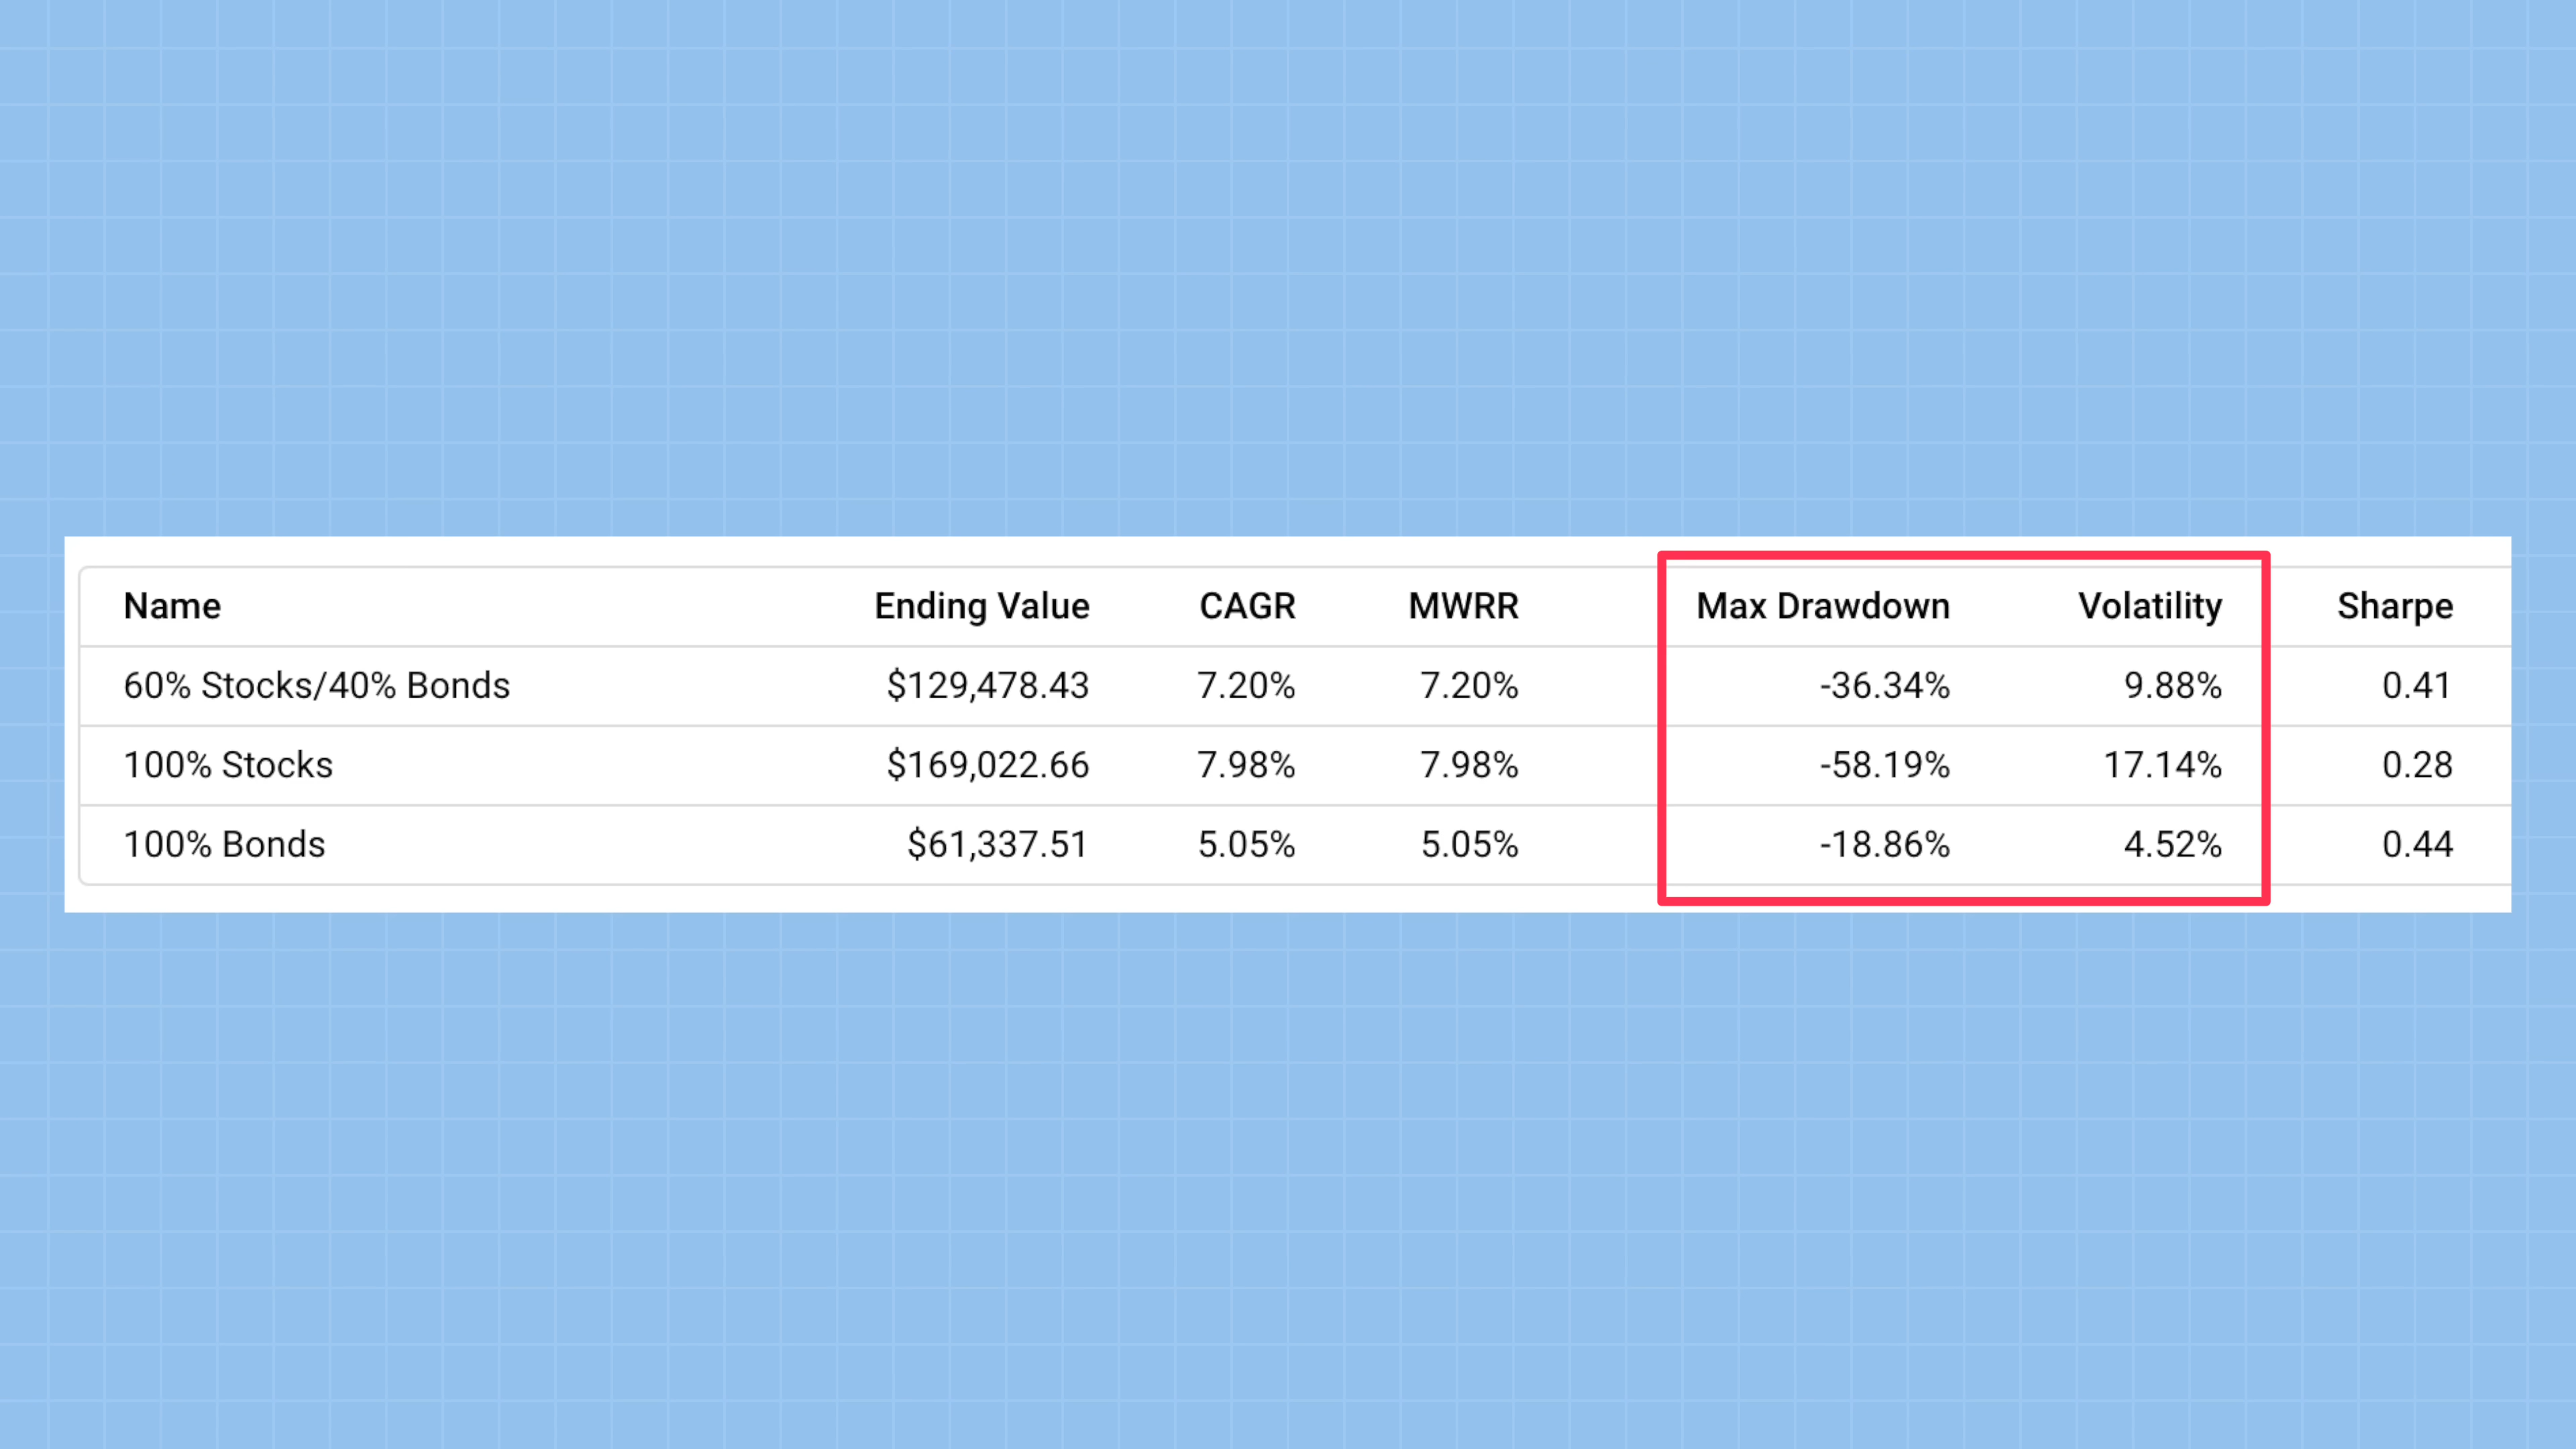 Name Ending Value CAGR MWRR Max Drawdown Volatility Sharpe
60% Stocks/40% Bonds $129,478.43 7.20% 7.20% -36.34% 9.88% 0.41
100% Stocks $169,022.66 7.98% 7.98% -58.19% 17.14% 0.28
100% Bonds $61,337.51 5.05% 5.05% -18.86% 4.52% 0.44